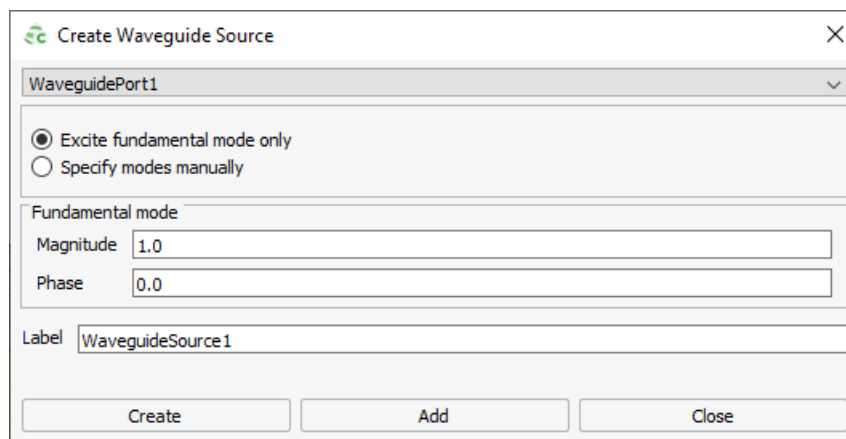 Create Waveguide Source
WaveguidePort1
Excite fundamental mode only
Specify modes manually
Fundamental mode
Magnitude 1.0
Phase 0.0
Label WaveguideSource1
Create Add Close